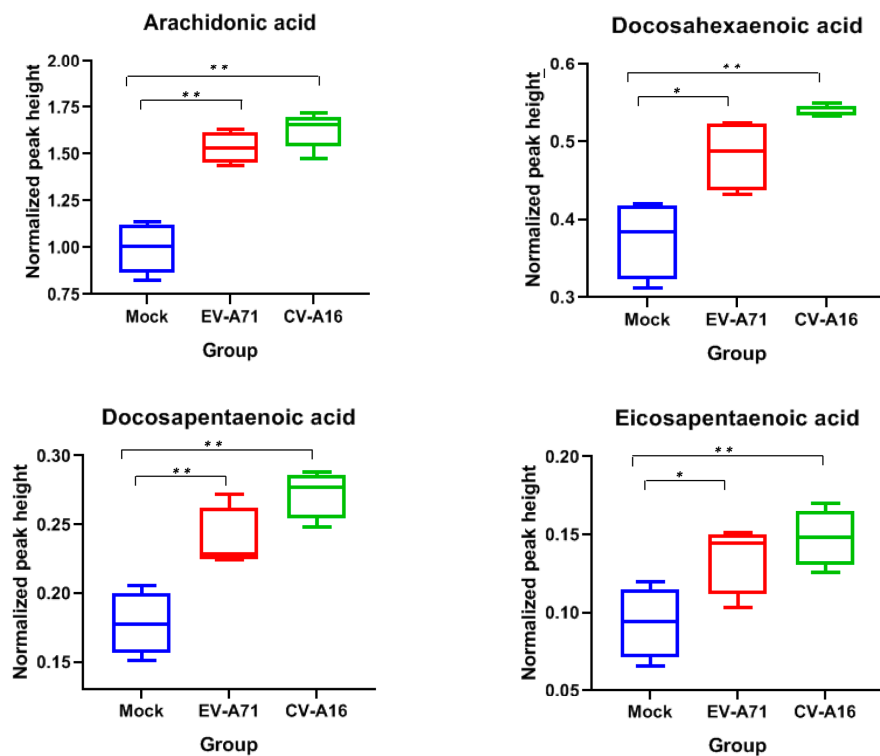 Arachidonic acid
Normalized peak height
2.00
1.75
1.50
1.25
1.00
0.75
**
**
Mock EV-A71 CV-A16
Group
Docosahexaenoic acid
Normalized peak height
0.6
0.5
0.4
0.3
**
*
Mock EV-A71 CV-A16
Group
Docosapentaenoic acid
Normalized peak height
0.30
0.25
0.20
0.15
**
**
Mock EV-A71 CV-A16
Group
Eicosapentaenoic acid
Normalized peak height
0.20
0.15
0.10
0.05
**
*
Mock EV-A71 CV-A16
Group